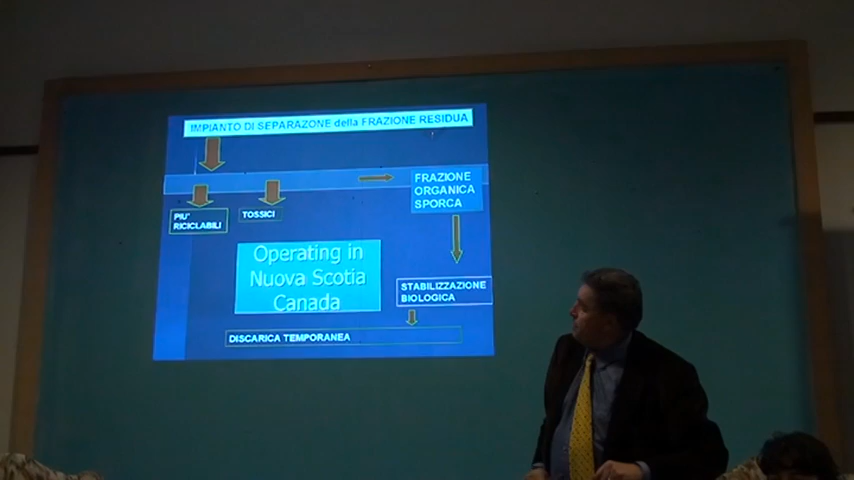 IMPIANTO DI SEPARAZONE della FRAZIONE RESIDUA
FRAZIONE
ORGANICA
SPORCA
PIU'
RICICLABILI
TOSSICI
Operating in
Nuova Scotia
Canada
STABILIZZAZIONE
BIOLOGICA
DISCARICA TEMPORANEA